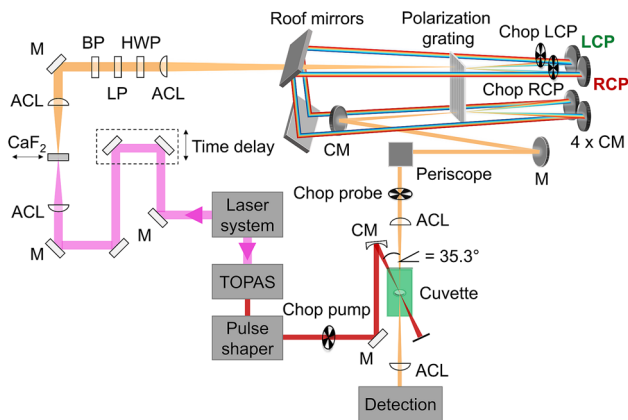 Roof mirrors
Polarization
grating
Chop LCP
LCP
M
BP
HWP
LP
ACL
RCP
ACL
Chop RCP
CaF₂
Time delay
CM
4 x CM
Periscope
M
ACL
Chop probe
M
M
Laser
system
ACL
CM
= 35.3°
TOPAS
Cuvette
Chop pump
Pulse
shaper
M
ACL
Detection